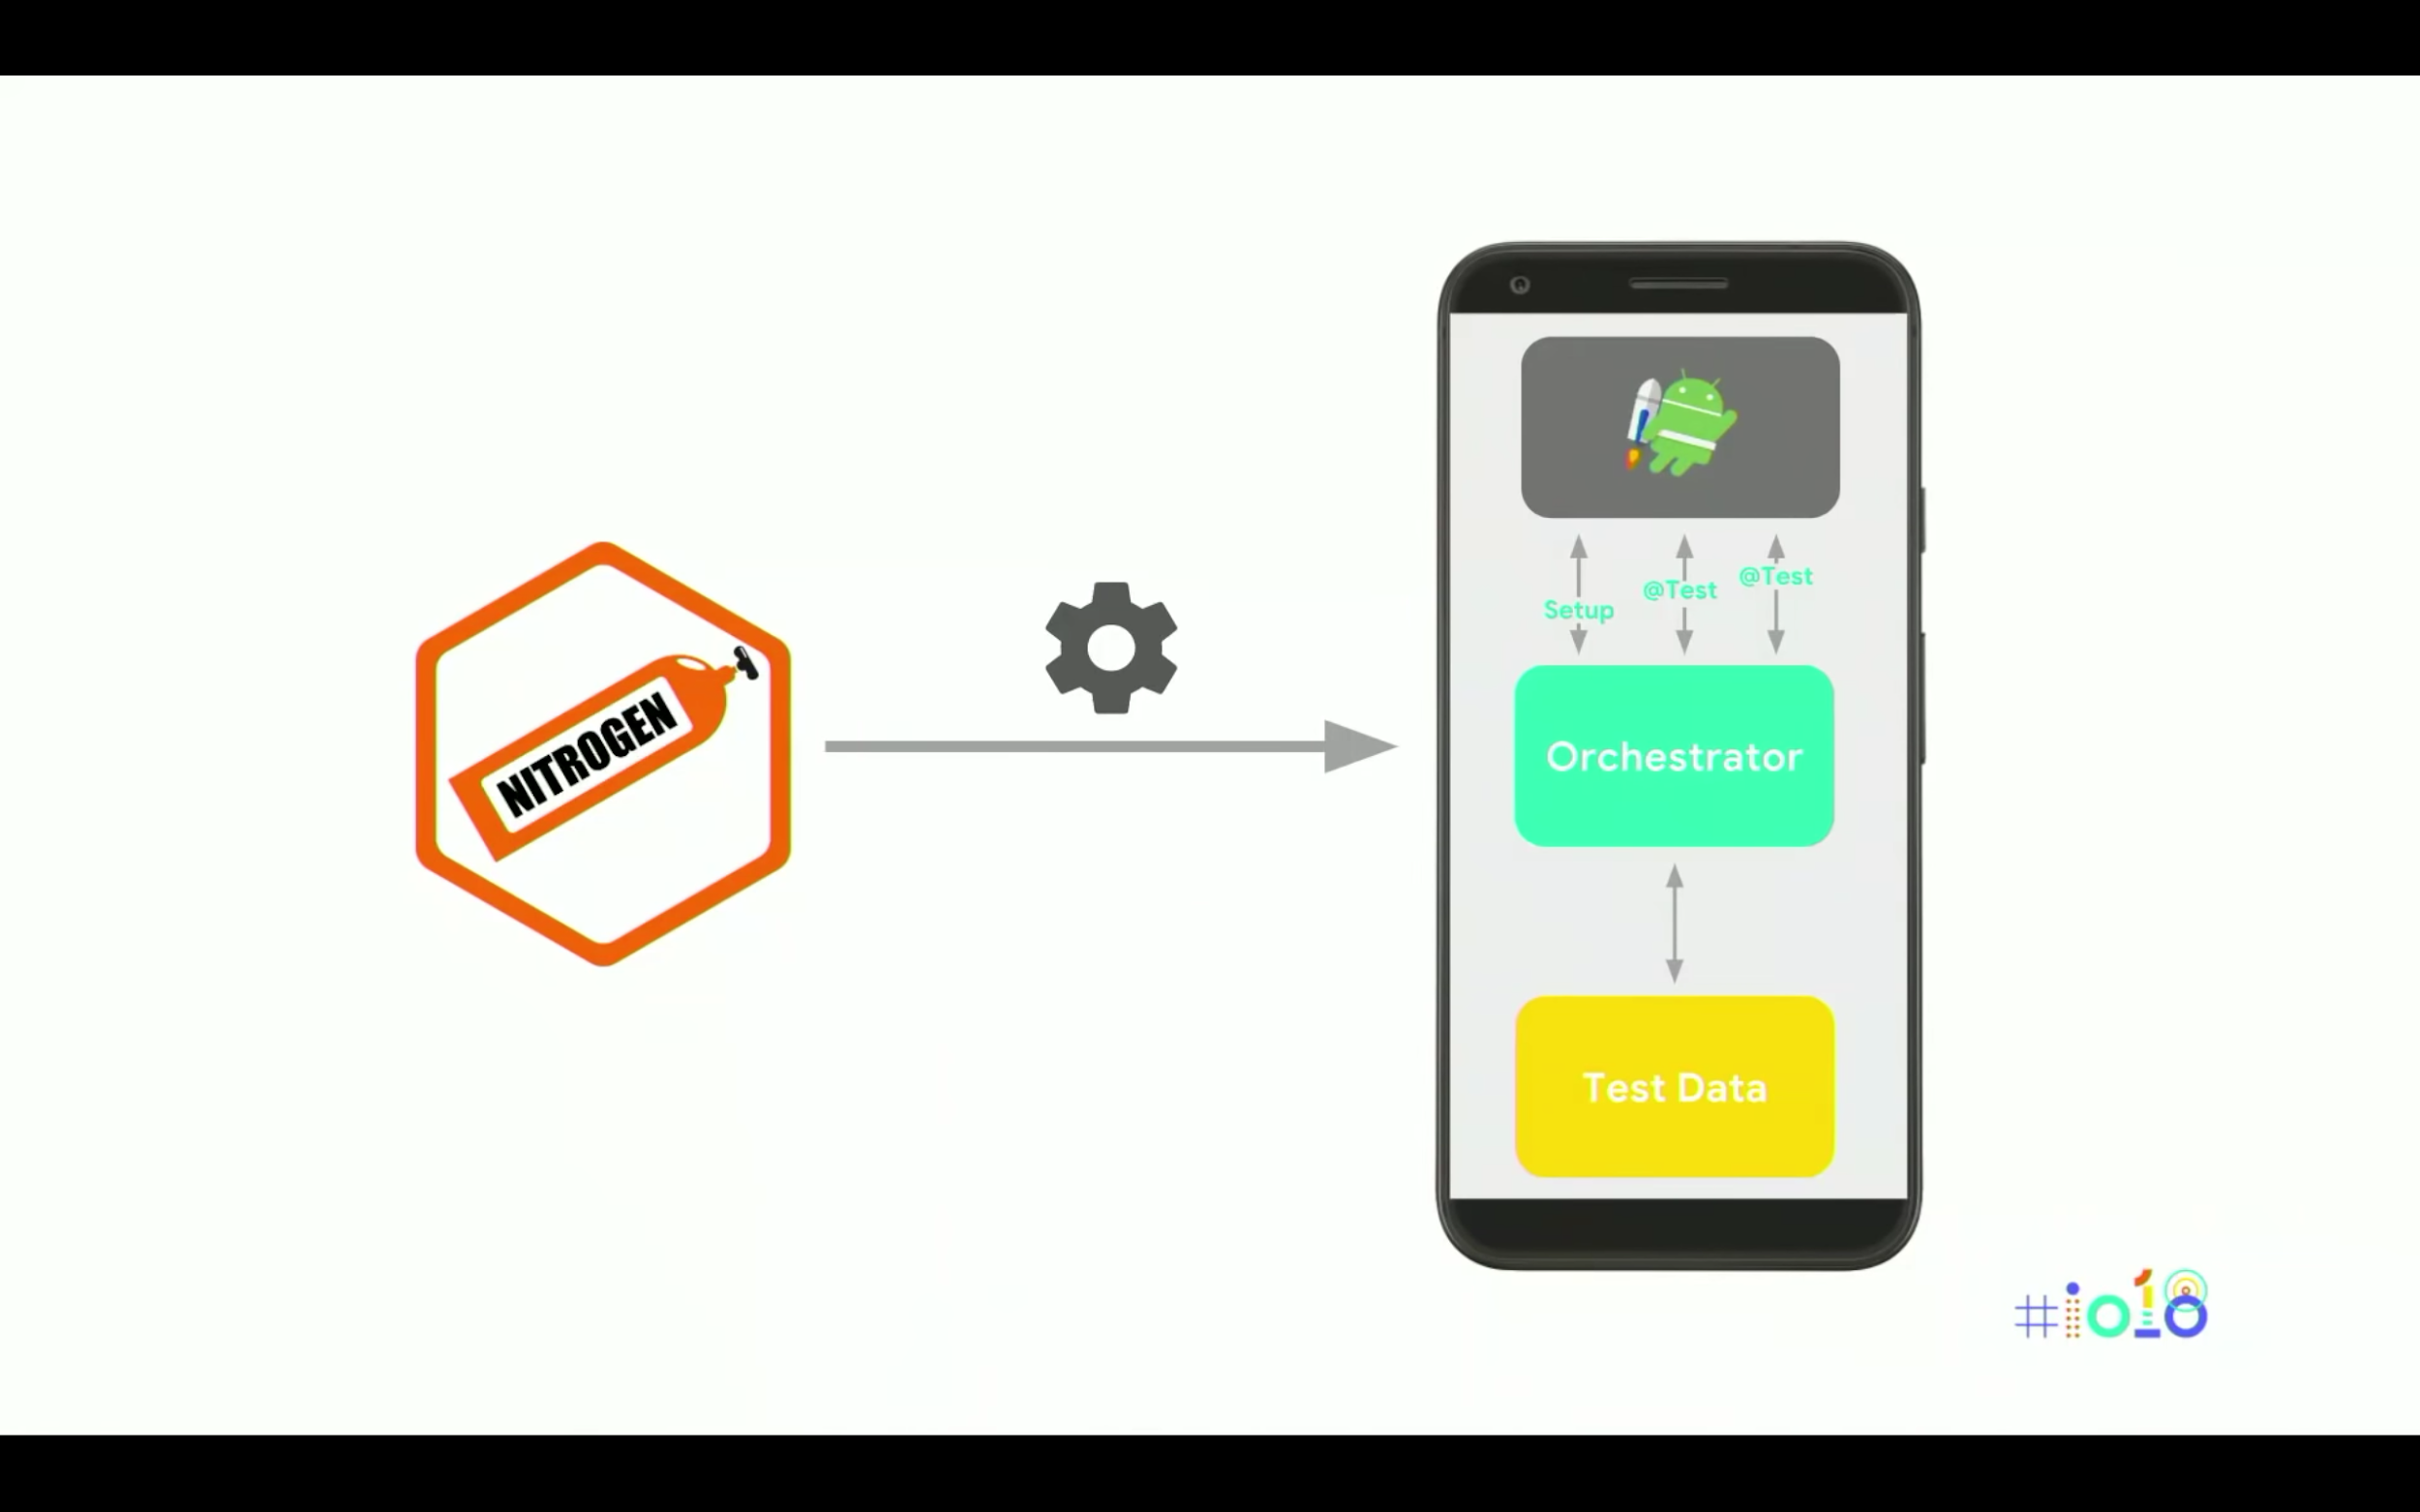 NITROGEN
Setup
@Test
@Test
Orchestrator
Test Data
#io18